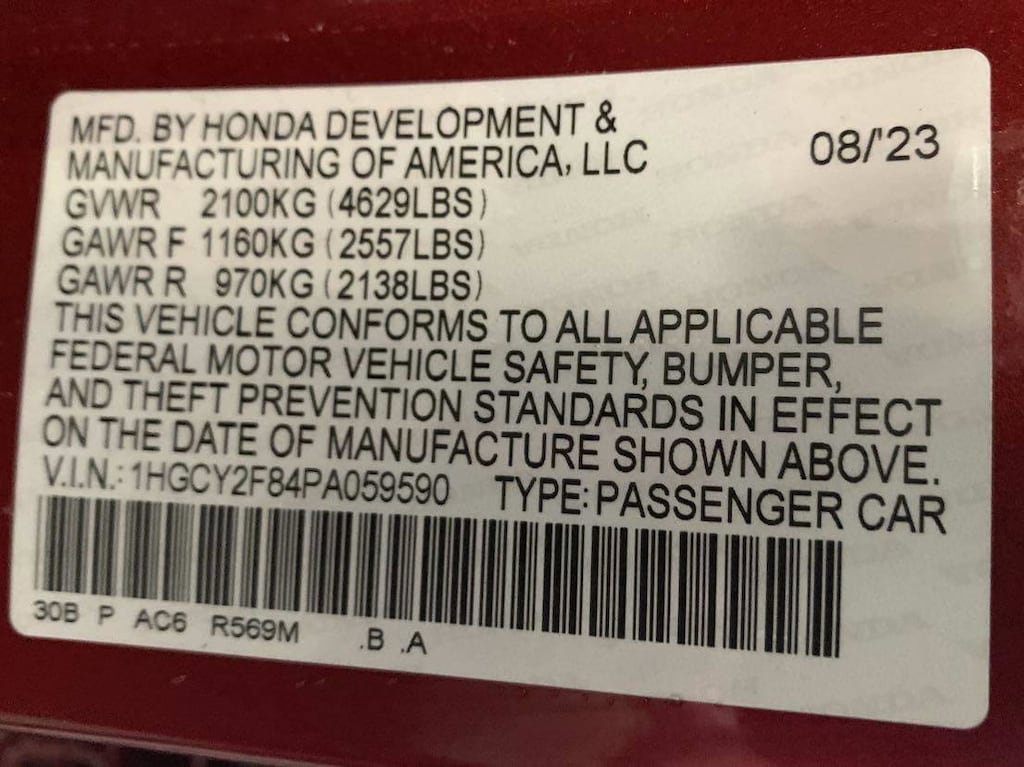 MFD. BY HONDA DEVELOPMENT &
MANUFACTURING OF AMERICA, LLC 08/'23
GVWR 2100KG (4629LBS)
GAWR F 1160KG (2557LBS)
GAWR R 970KG (2138LBS)
THIS VEHICLE CONFORMS TO ALL APPLICABLE
FEDERAL MOTOR VEHICLE SAFETY, BUMPER,
AND THEFT PREVENTION STANDARDS IN EFFECT
ON THE DATE OF MANUFACTURE SHOWN ABOVE.
V.I.N.: 1HGCY2F84PA059590 TYPE: PASSENGER CAR
30B P AC6 R569M .B .A